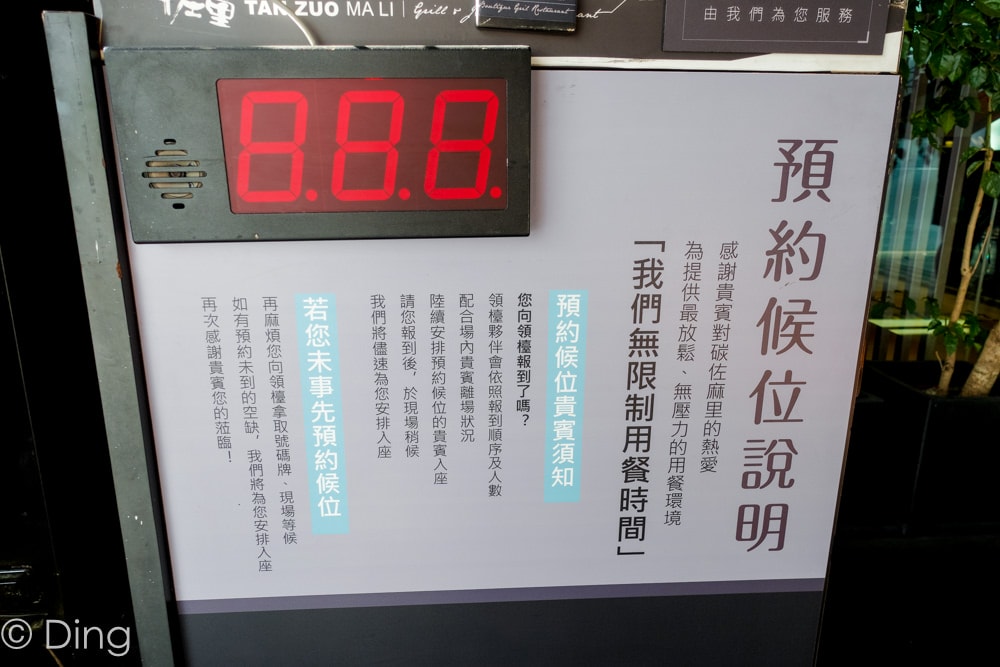 佐里 TAN ZUO MA LI | Grill &
Boutique Gril Restaurant
由我們為您服務
8.8.8.
預約候位說明
感謝貴賓對碳佐麻里的熱愛
為提供最放鬆、無壓力的用餐環境
「我們無限制用餐時間」
預約候位貴賓須知
您向領檯報到了嗎？
領檯夥伴會依照報到順序及人數
配合場內貴賓離場狀況
陸續安排預約候位的貴賓入座
請您報到後，於現場稍候
我們將儘速為您安排入座
若您未事先預約候位
再麻煩您向領檯拿取號碼牌、現場等候
如有預約未到的空缺，我們將為您安排入座
再次感謝貴賓您的蒞臨！
© Ding